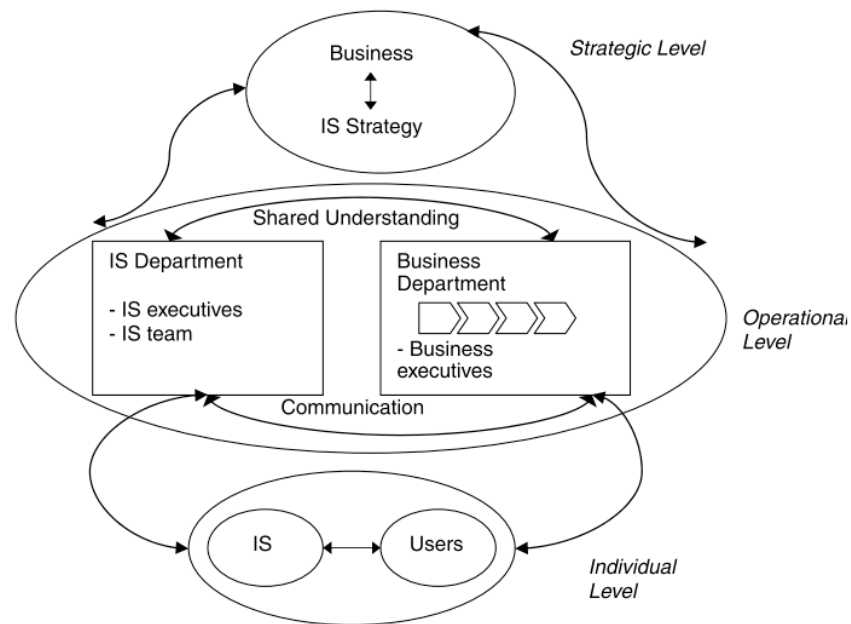 Business
Strategic Level
IS Strategy
Shared Understanding
IS Department
- IS executives
- IS team
Business
Department
- Business
executives
Operational
Level
Communication
IS
Users
Individual
Level